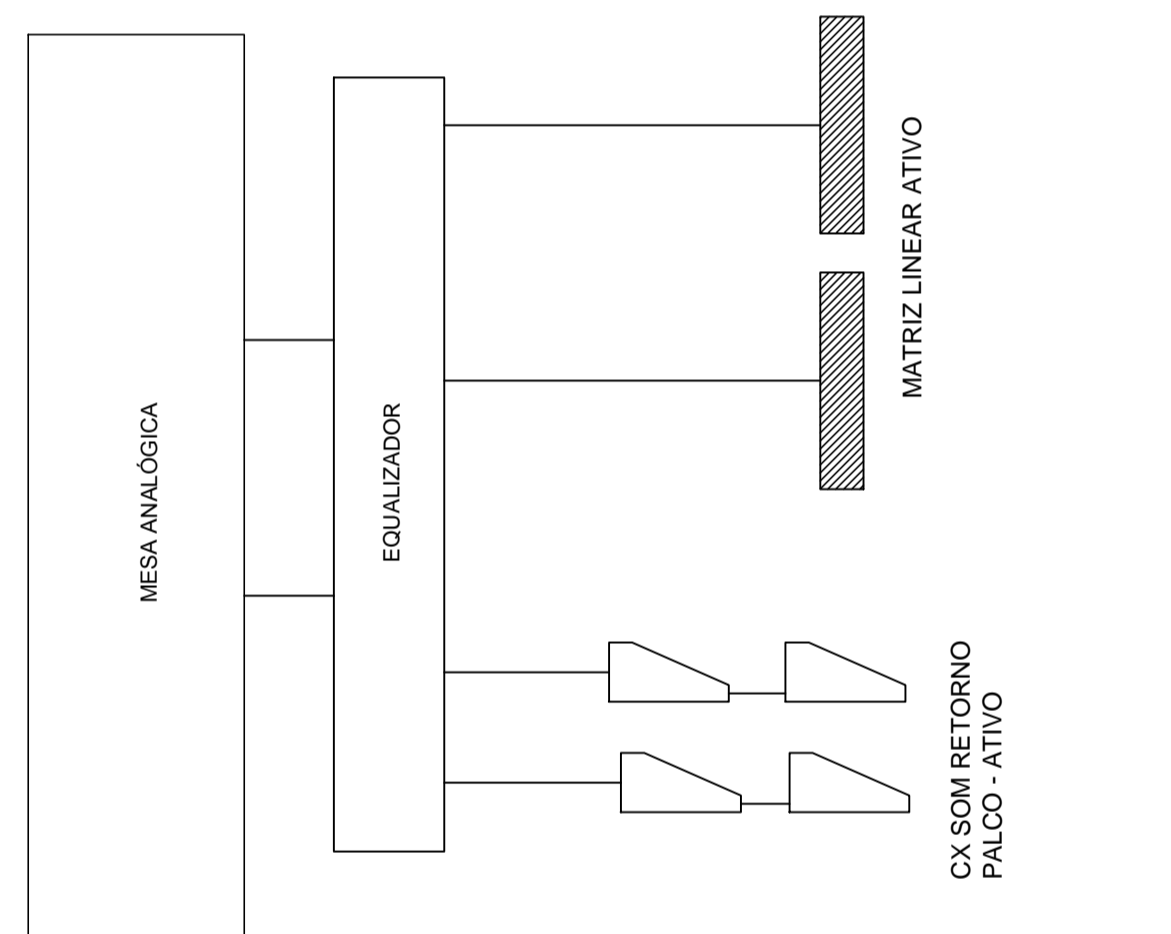 MESA ANALÓGICA
EQUALIZADOR
MATRIZ LINEAR ATIVO
CX SOM RETORNO
PALCO - ATIVO